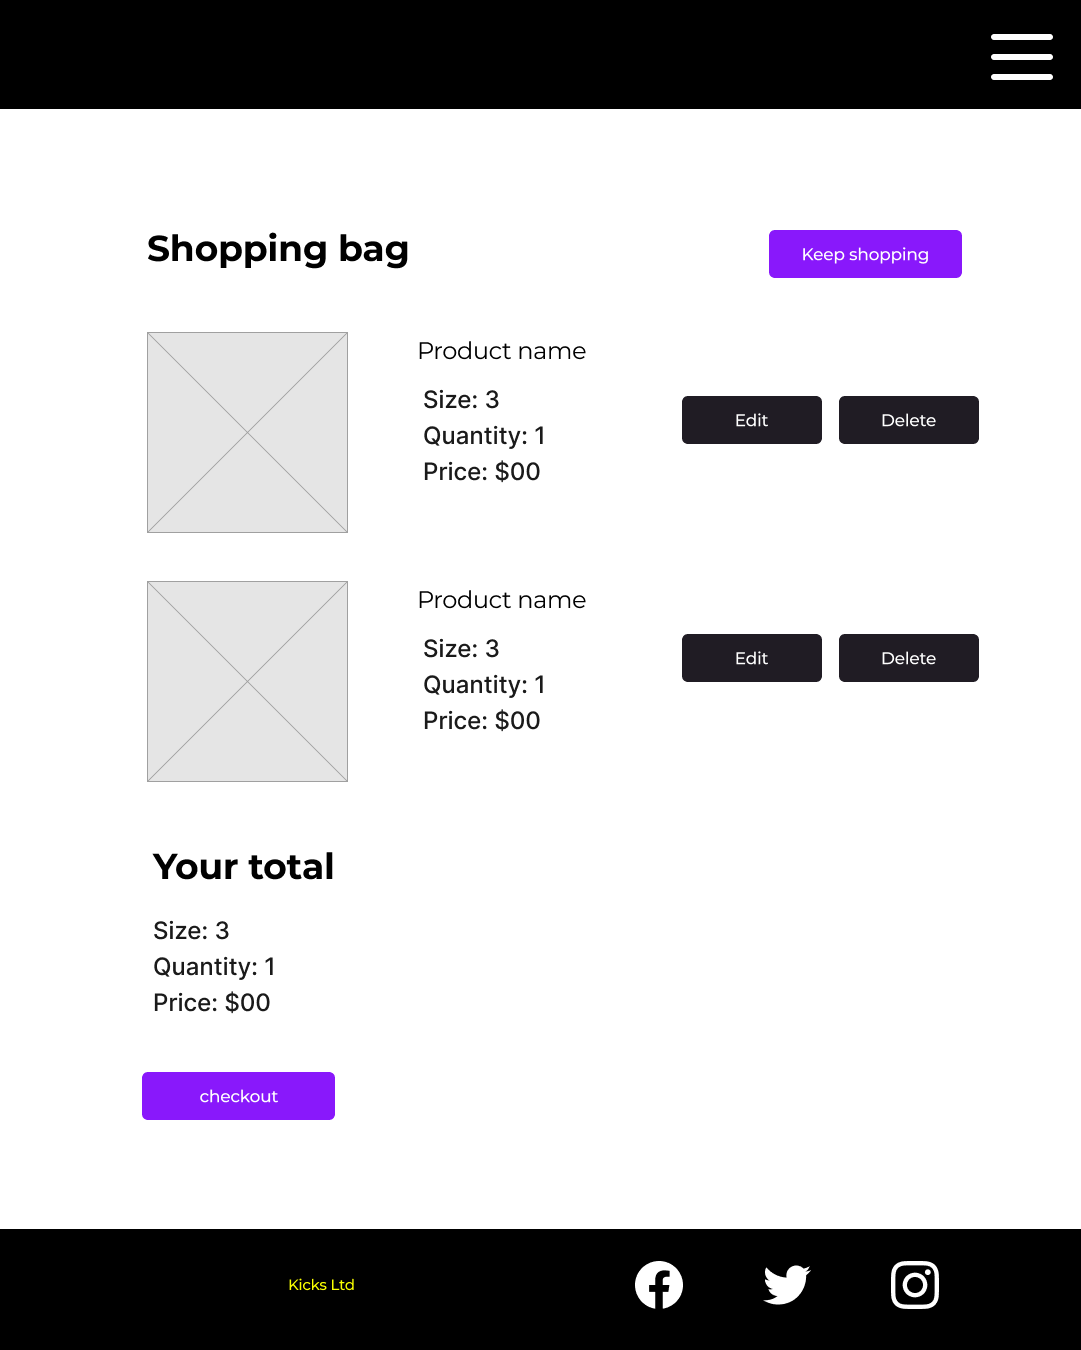 Shopping bag
Keep shopping
Product name
Size: 3
Quantity: 1
Price: $00
Edit
Delete
Product name
Size: 3
Quantity: 1
Price: $00
Edit
Delete
Your total
Size: 3
Quantity: 1
Price: $00
checkout
Kicks Ltd